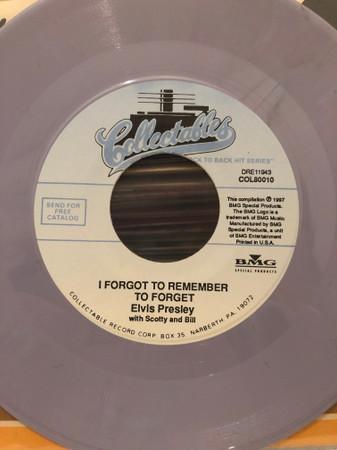 Collectables
CK TO BACK HIT SERIES"
DRE11943
COL80010
SEND FOR
FREE
CATALOG
This compilation ℗ 1997
BMG Special Products.
The BMG Logo is a
trademark of BMG Music.
Manufactured by BMG
Special Products, a unit
of BMG Entertainment
Printed in U.S.A.
BMG
SPECIAL PRODUCTS
I FORGOT TO REMEMBER
TO FORGET
Elvis Presley
with Scotty and Bill
COLLECTABLE RECORD CORP. BOX 35, NARBERTH, PA. 19072